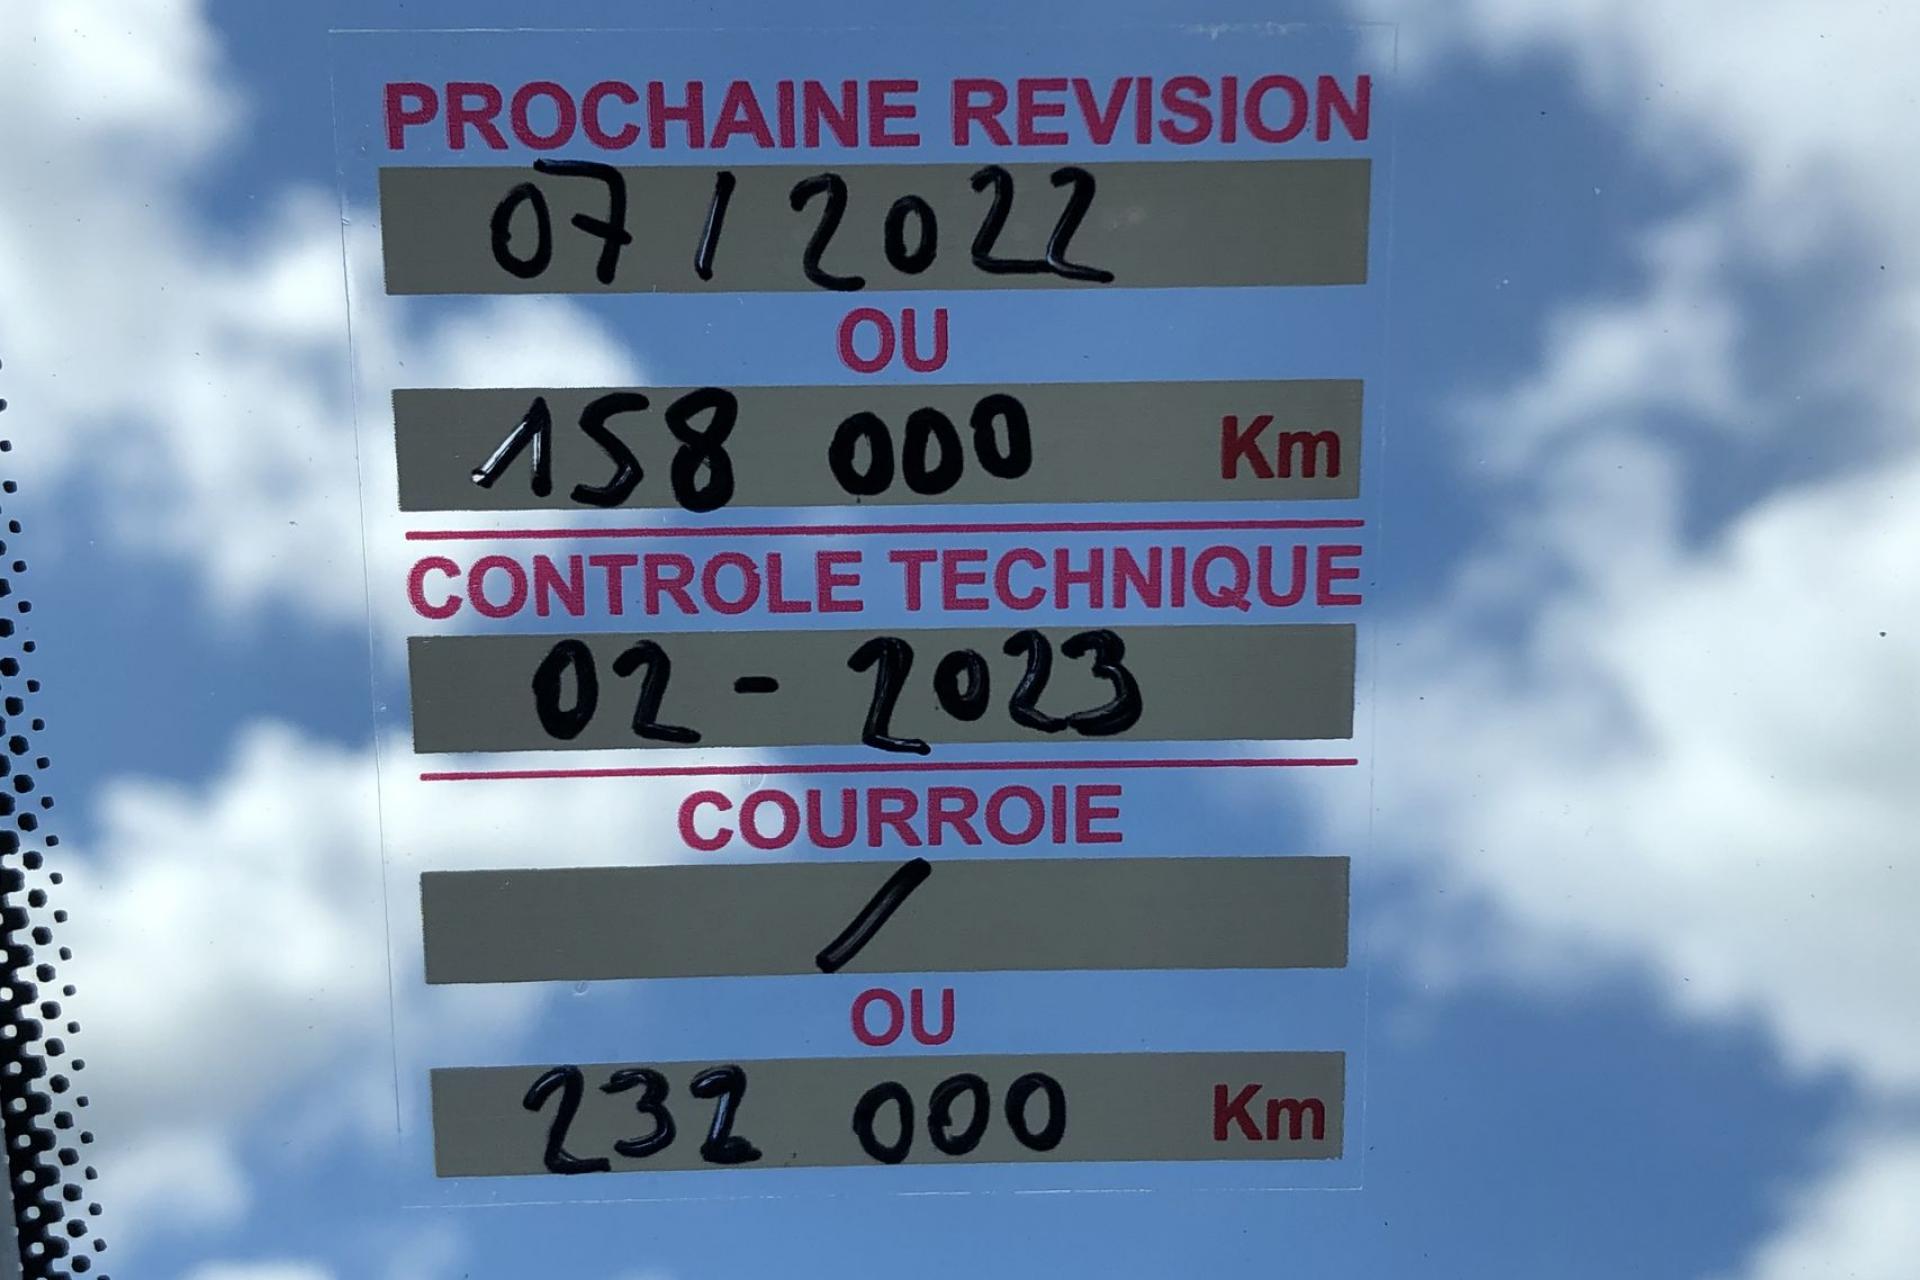 PROCHAINE REVISION
07/2022
OU
158 000 Km
CONTROLE TECHNIQUE
02-2023
COURROIE
/
OU
232 000 Km